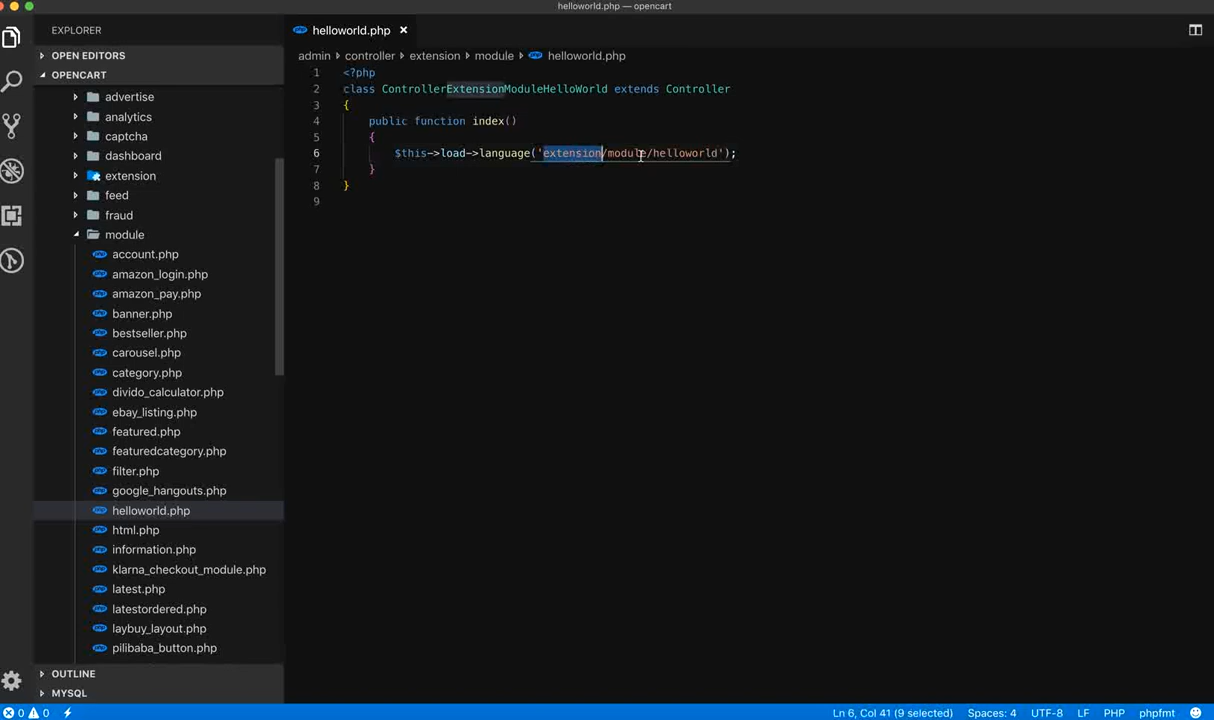 helloworld.php — opencart
EXPLORER
OPEN EDITORS
OPENCART
advertise
analytics
captcha
dashboard
extension
feed
fraud
module
account.php
amazon_login.php
amazon_pay.php
banner.php
bestseller.php
carousel.php
category.php
divido_calculator.php
ebay_listing.php
featured.php
featuredcategory.php
filter.php
google_hangouts.php
helloworld.php
html.php
information.php
klarna_checkout_module.php
latest.php
latestordered.php
laybuy_layout.php
pilibaba_button.php
OUTLINE
MYSQL
helloworld.php ×
admin › controller › extension › module › helloworld.php
1 <?php
2 class ControllerExtensionModuleHelloWorld extends Controller
3 {
4 public function index()
5 {
6 $this->load->language('extension/module/helloworld');
7 }
8 }
9
0 0 Ln 6, Col 41 (9 selected) Spaces: 4 UTF-8 LF PHP phpfmt